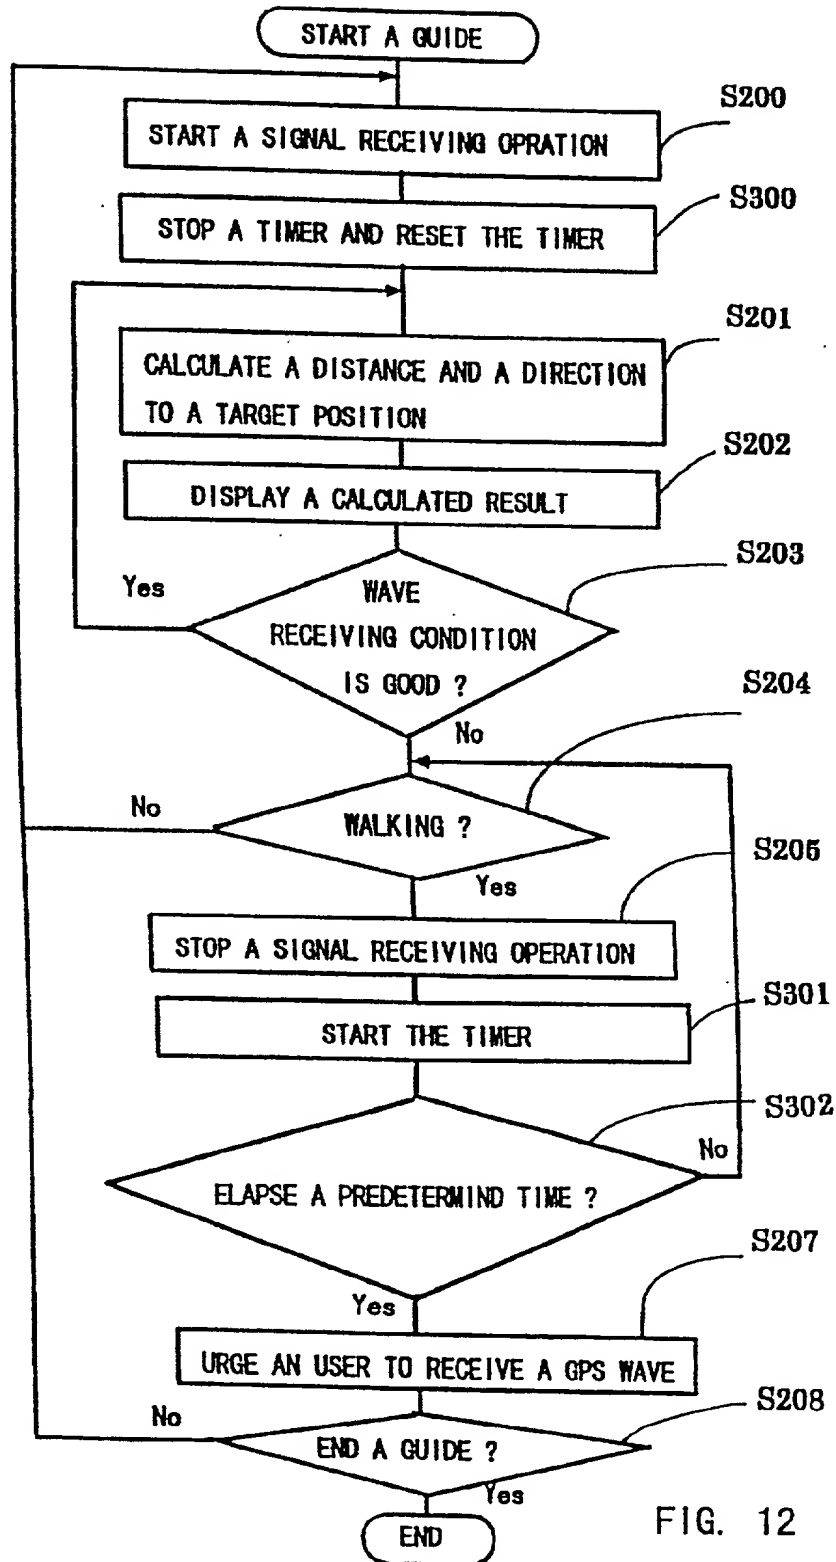 START A GUIDE
S200
START A SIGNAL RECEIVING OPRATION
S300
STOP A TIMER AND RESET THE TIMER
S201
CALCULATE A DISTANCE AND A DIRECTION
TO A TARGET POSITION
S202
DISPLAY A CALCULATED RESULT
S203
Yes
WAVE
RECEIVING CONDITION
IS GOOD ?
S204
No
No
WALKING ?
S205
Yes
STOP A SIGNAL RECEIVING OPERATION
S301
START THE TIMER
S302
No
ELAPSE A PREDETERMIND TIME ?
S207
Yes
URGE AN USER TO RECEIVE A GPS WAVE
S208
No
END A GUIDE ?
Yes
END
FIG. 12